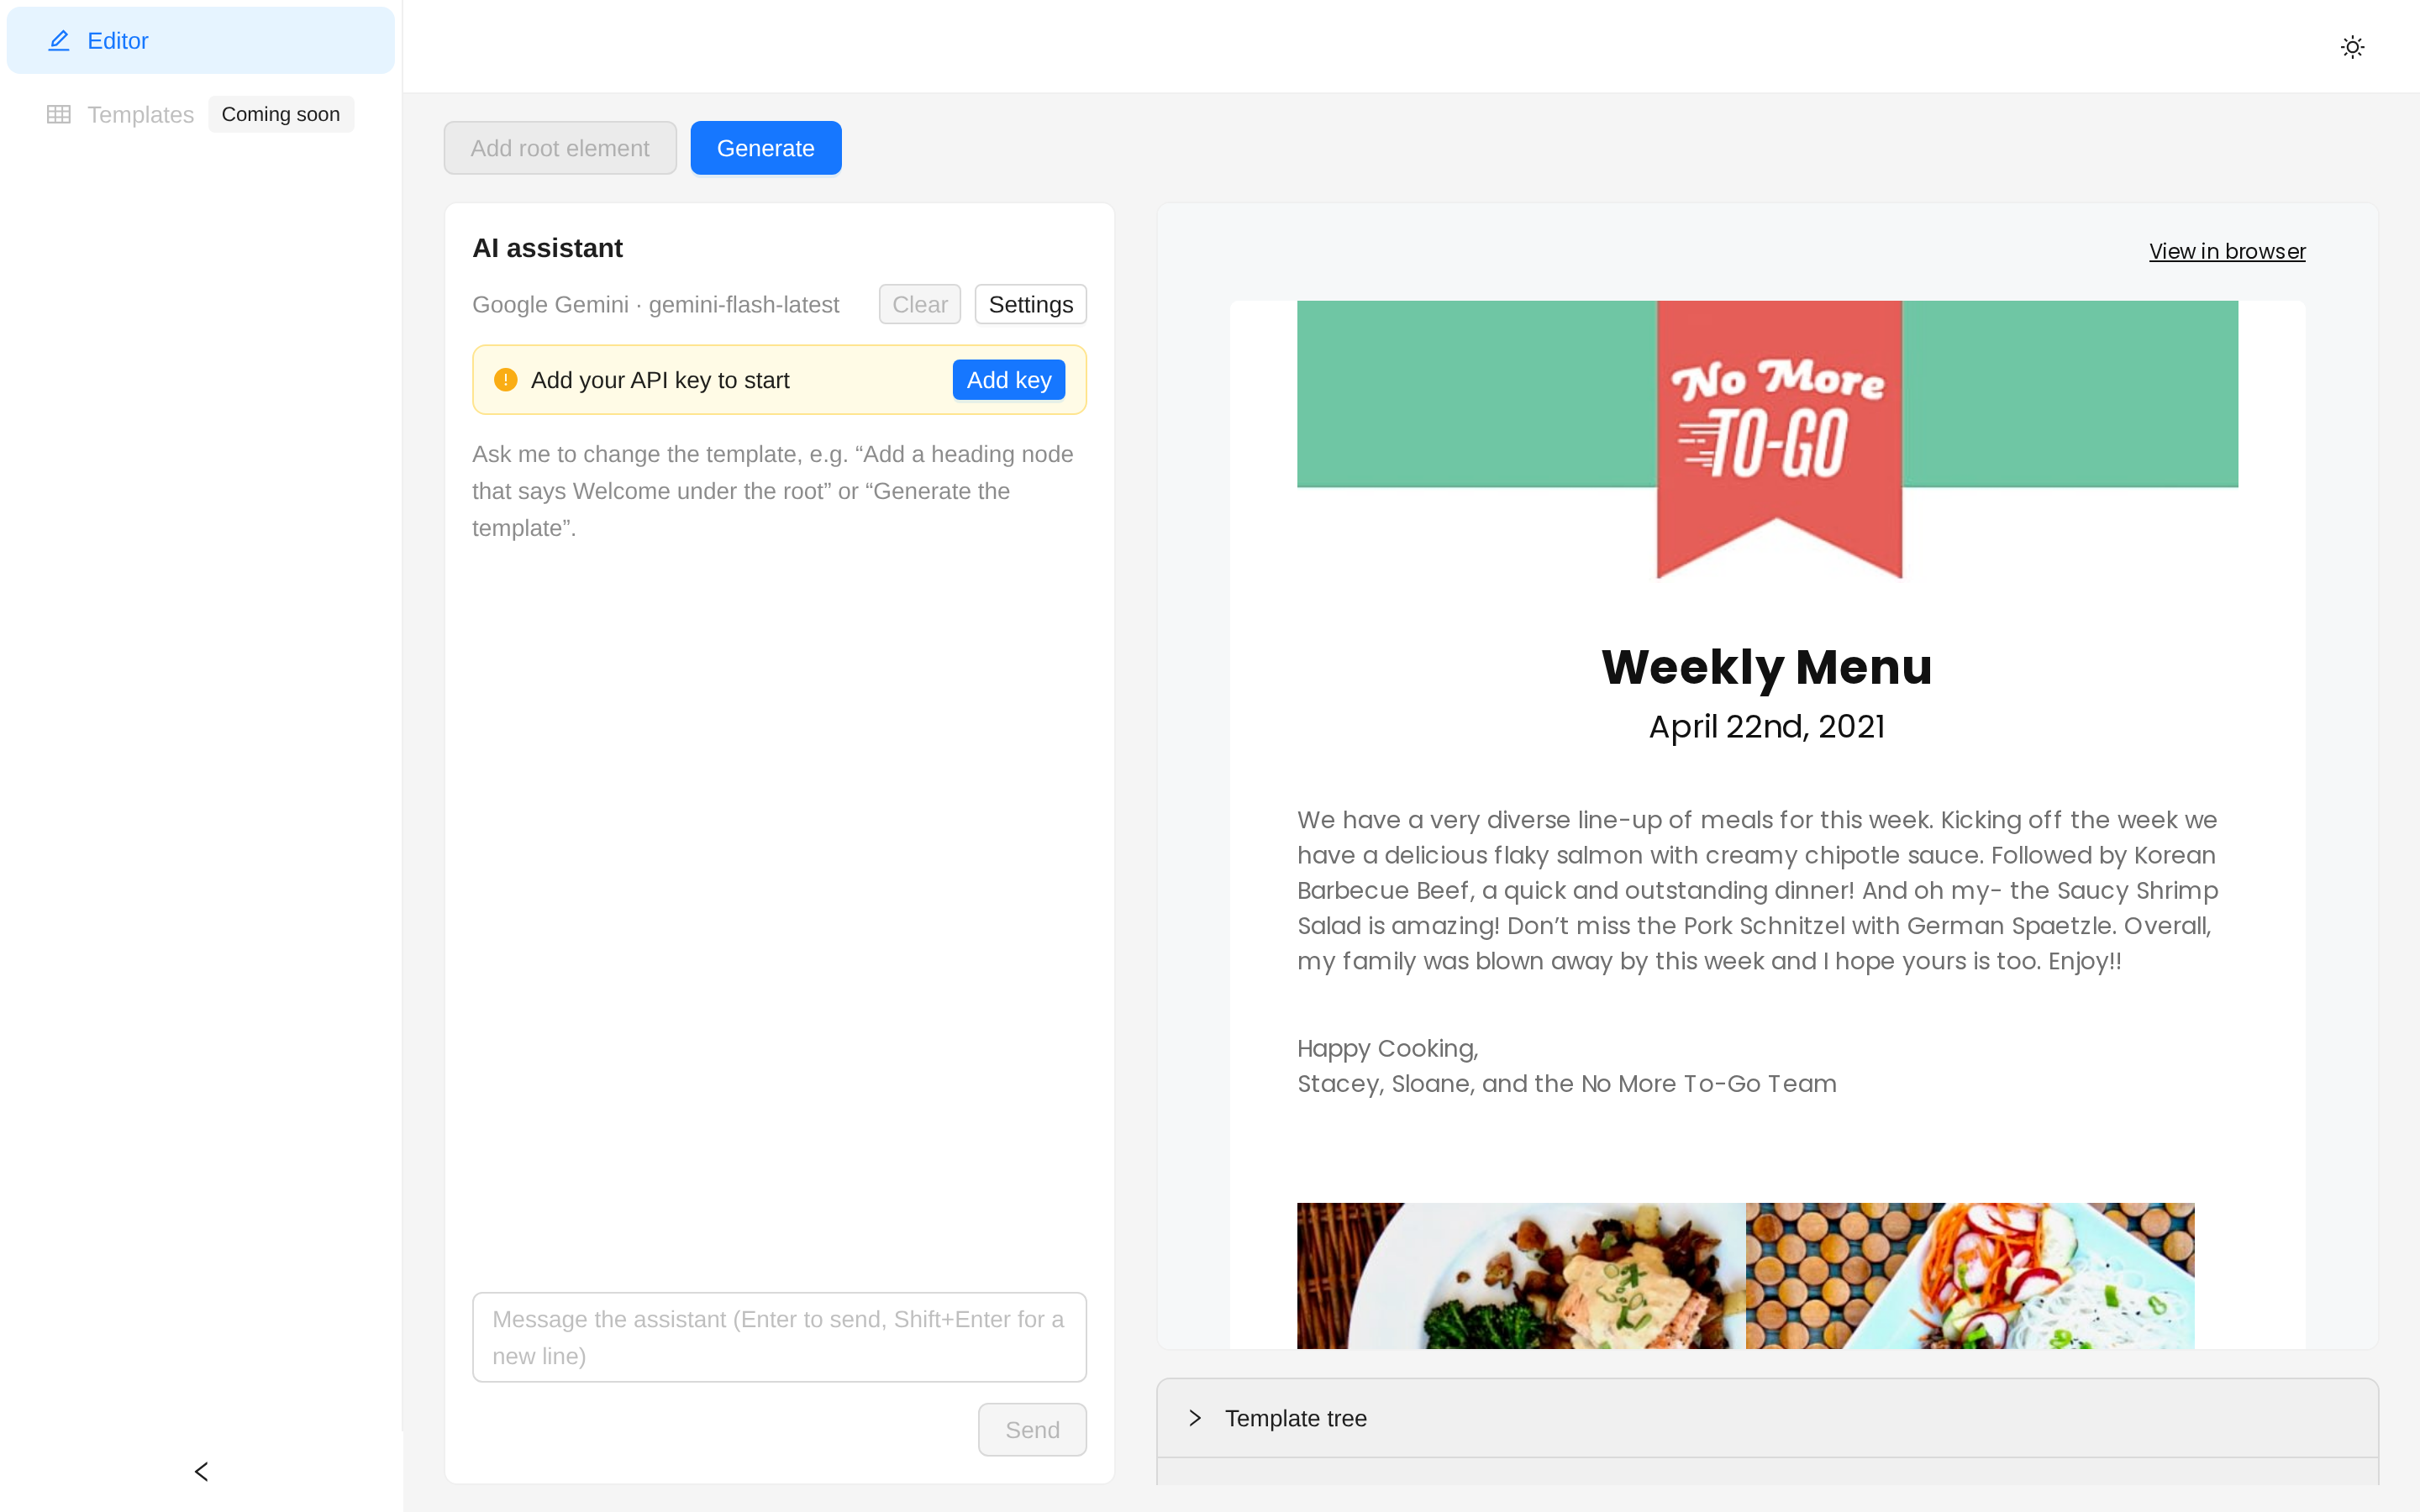 Editor
Templates
Coming soon
Add root element
Generate
AI assistant
Google Gemini · gemini-flash-latest
Clear
Settings
Add your API key to start
Add key
Ask me to change the template, e.g. “Add a heading node
that says Welcome under the root” or “Generate the
template”.
Message the assistant (Enter to send, Shift+Enter for a
new line)
Send
View in browser
No More
TO-GO
Weekly Menu
April 22nd, 2021
We have a very diverse line-up of meals for this week. Kicking off the week we
have a delicious flaky salmon with creamy chipotle sauce. Followed by Korean
Barbecue Beef, a quick and outstanding dinner! And oh my- the Saucy Shrimp
Salad is amazing! Don’t miss the Pork Schnitzel with German Spaetzle. Overall,
my family was blown away by this week and I hope yours is too. Enjoy!!
Happy Cooking,
Stacey, Sloane, and the No More To-Go Team
Template tree